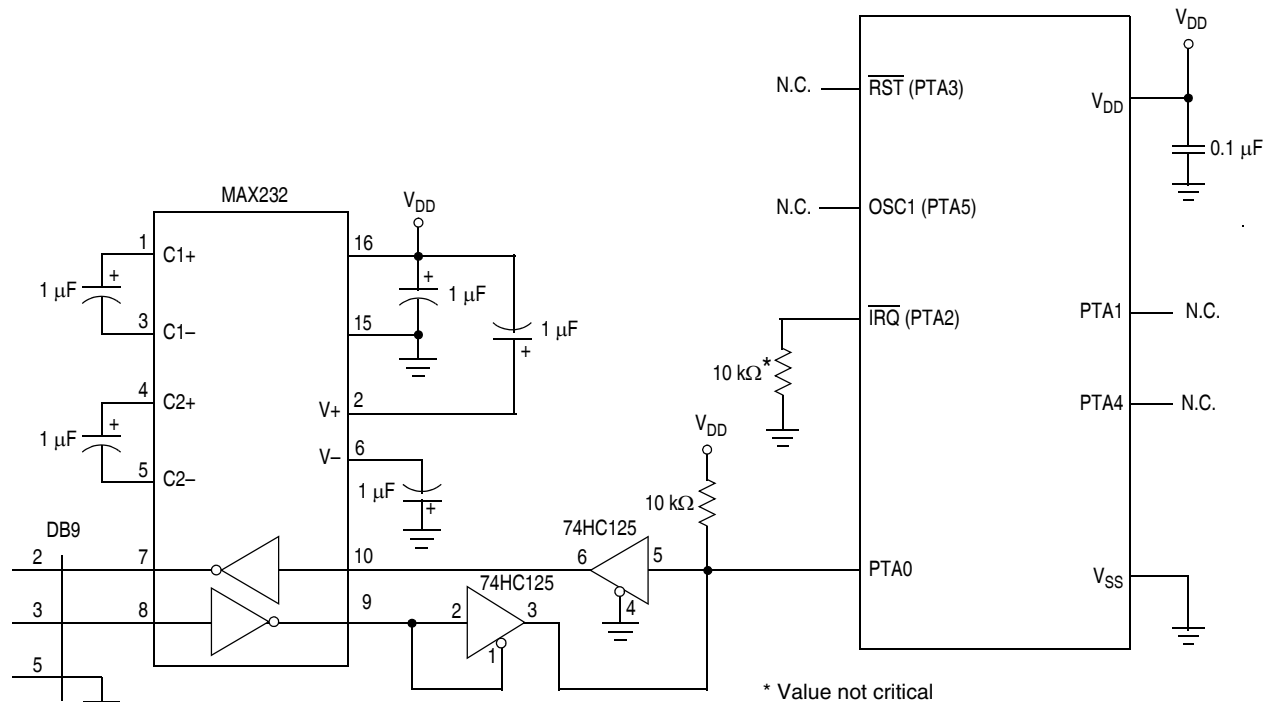 V_DD
N.C.
RST (PTA3)
V_DD
0.1 μF
MAX232
V_DD
N.C.
OSC1 (PTA5)
1
C1+
16
+
1 μF
+
1 μF
1 μF
+
3
C1–
15
IRQ (PTA2)
PTA1
N.C.
10 kΩ*
4
C2+
V+
2
PTA4
N.C.
+
1 μF
V_DD
5
C2–
V–
6
1 μF
+
10 kΩ
DB9
74HC125
2
7
10
6
5
PTA0
V_SS
74HC125
4
3
8
9
2
3
1
5
* Value not critical